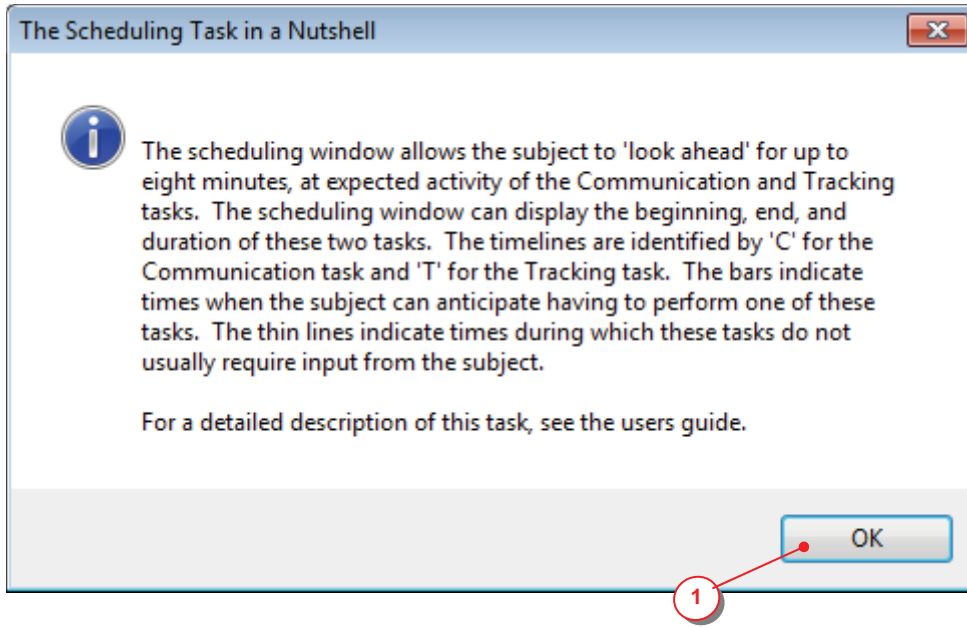 The Scheduling Task in a Nutshell
The scheduling window allows the subject to 'look ahead' for up to
eight minutes, at expected activity of the Communication and Tracking
tasks.  The scheduling window can display the beginning, end, and
duration of these two tasks.  The timelines are identified by 'C' for the
Communication task and 'T' for the Tracking task.  The bars indicate
times when the subject can anticipate having to perform one of these
tasks.  The thin lines indicate times during which these tasks do not
usually require input from the subject.
For a detailed description of this task, see the users guide.
OK
1